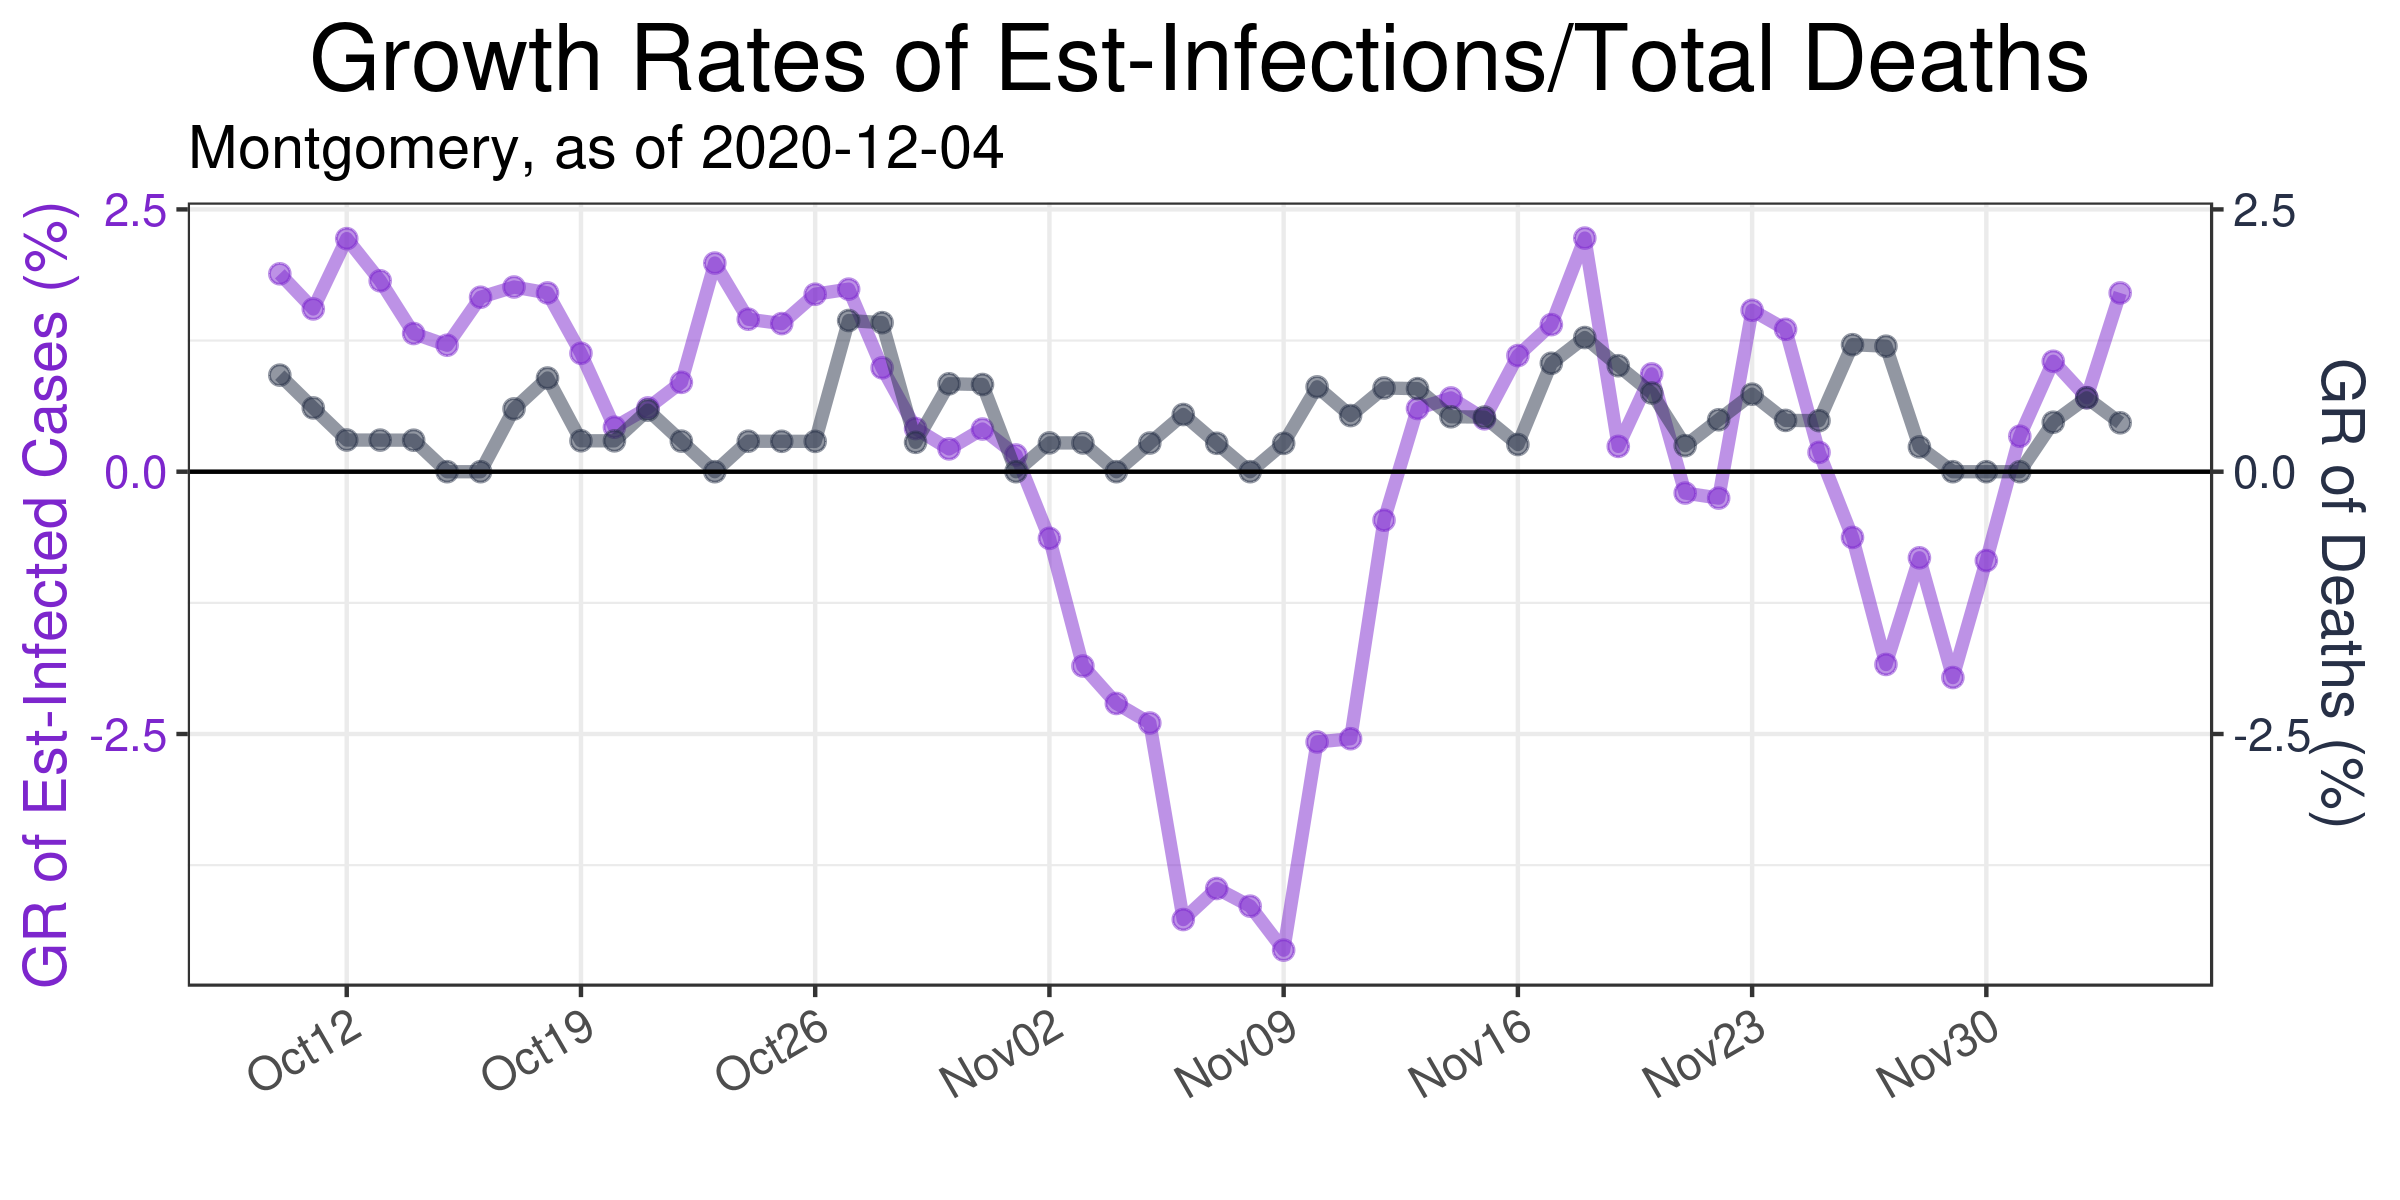 Growth Rates of Est-Infections/Total Deaths
Montgomery, as of 2020-12-04
GR of Est-Infected Cases (%)
2.5
0.0
-2.5
2.5
0.0
-2.5
GR of Deaths (%)
Oct12
Oct19
Oct26
Nov02
Nov09
Nov16
Nov23
Nov30